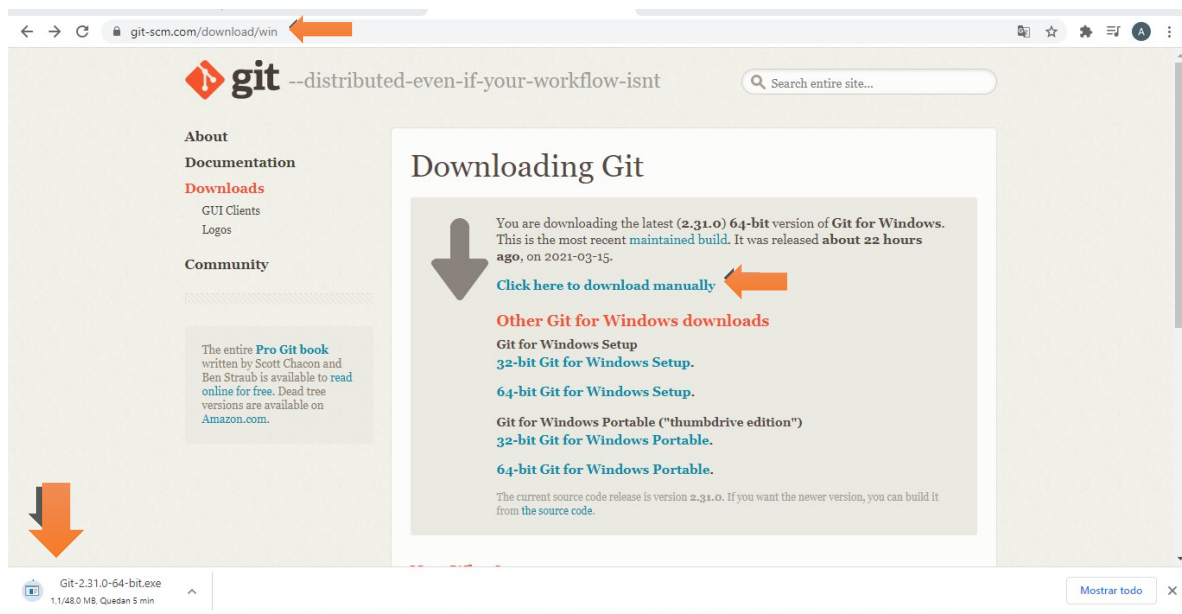 git-scm.com/download/win
A
git --distributed-even-if-your-workflow-isnt
Search entire site...
About
Documentation
Downloads
GUI Clients
Logos
Community
The entire Pro Git book
written by Scott Chacon and
Ben Straub is available to read
online for free. Dead tree
versions are available on
Amazon.com.
Downloading Git
You are downloading the latest (2.31.0) 64-bit version of Git for Windows.
This is the most recent maintained build. It was released about 22 hours
ago, on 2021-03-15.
Click here to download manually
Other Git for Windows downloads
Git for Windows Setup
32-bit Git for Windows Setup.
64-bit Git for Windows Setup.
Git for Windows Portable ("thumbdrive edition")
32-bit Git for Windows Portable.
64-bit Git for Windows Portable.
The current source code release is version 2.31.0. If you want the newer version, you can build it
from the source code.
Git-2.31.0-64-bit.exe
1,1/48,0 MB, Quedan 5 min
Mostrar todo